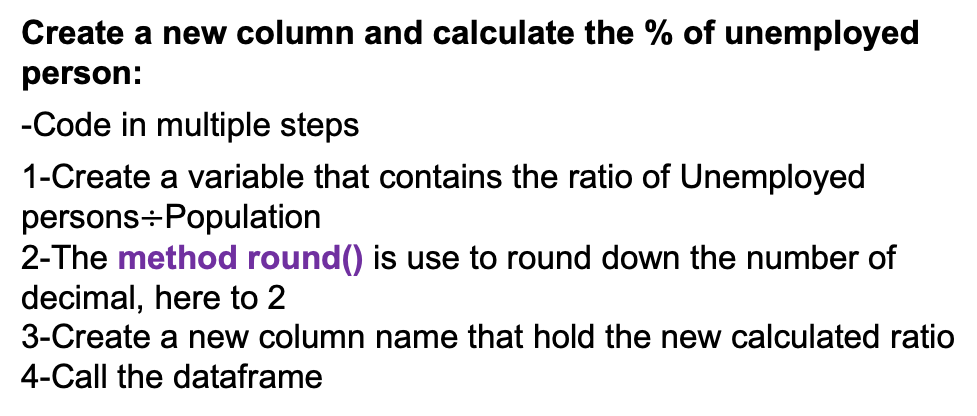 Create a new column and calculate the % of unemployed
person:
-Code in multiple steps
1-Create a variable that contains the ratio of Unemployed
persons÷Population
2-The method round() is use to round down the number of
decimal, here to 2
3-Create a new column name that hold the new calculated ratio
4-Call the dataframe